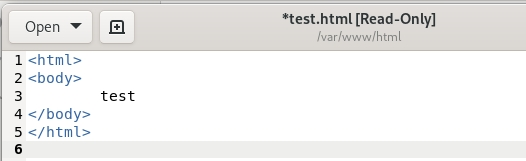 Open
*test.html [Read-Only]
/var/www/html
1 <html>
2 <body>
3         test
4 </body>
5 </html>
6